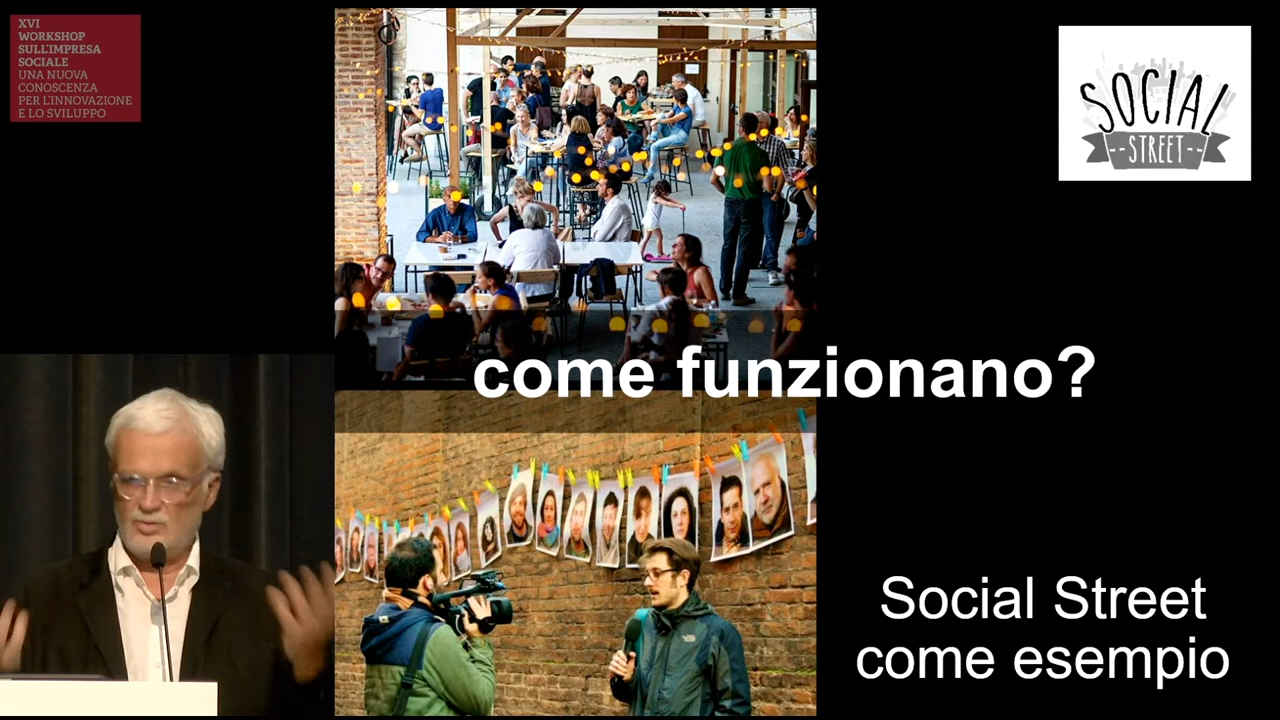 XVI
WORKSHOP
SULL'IMPRESA
SOCIALE
UNA NUOVA
CONOSCENZA
PER L'INNOVAZIONE
E LO SVILUPPO
SOCIAL
--STREET--
come funzionano?
Social Street
come esempio